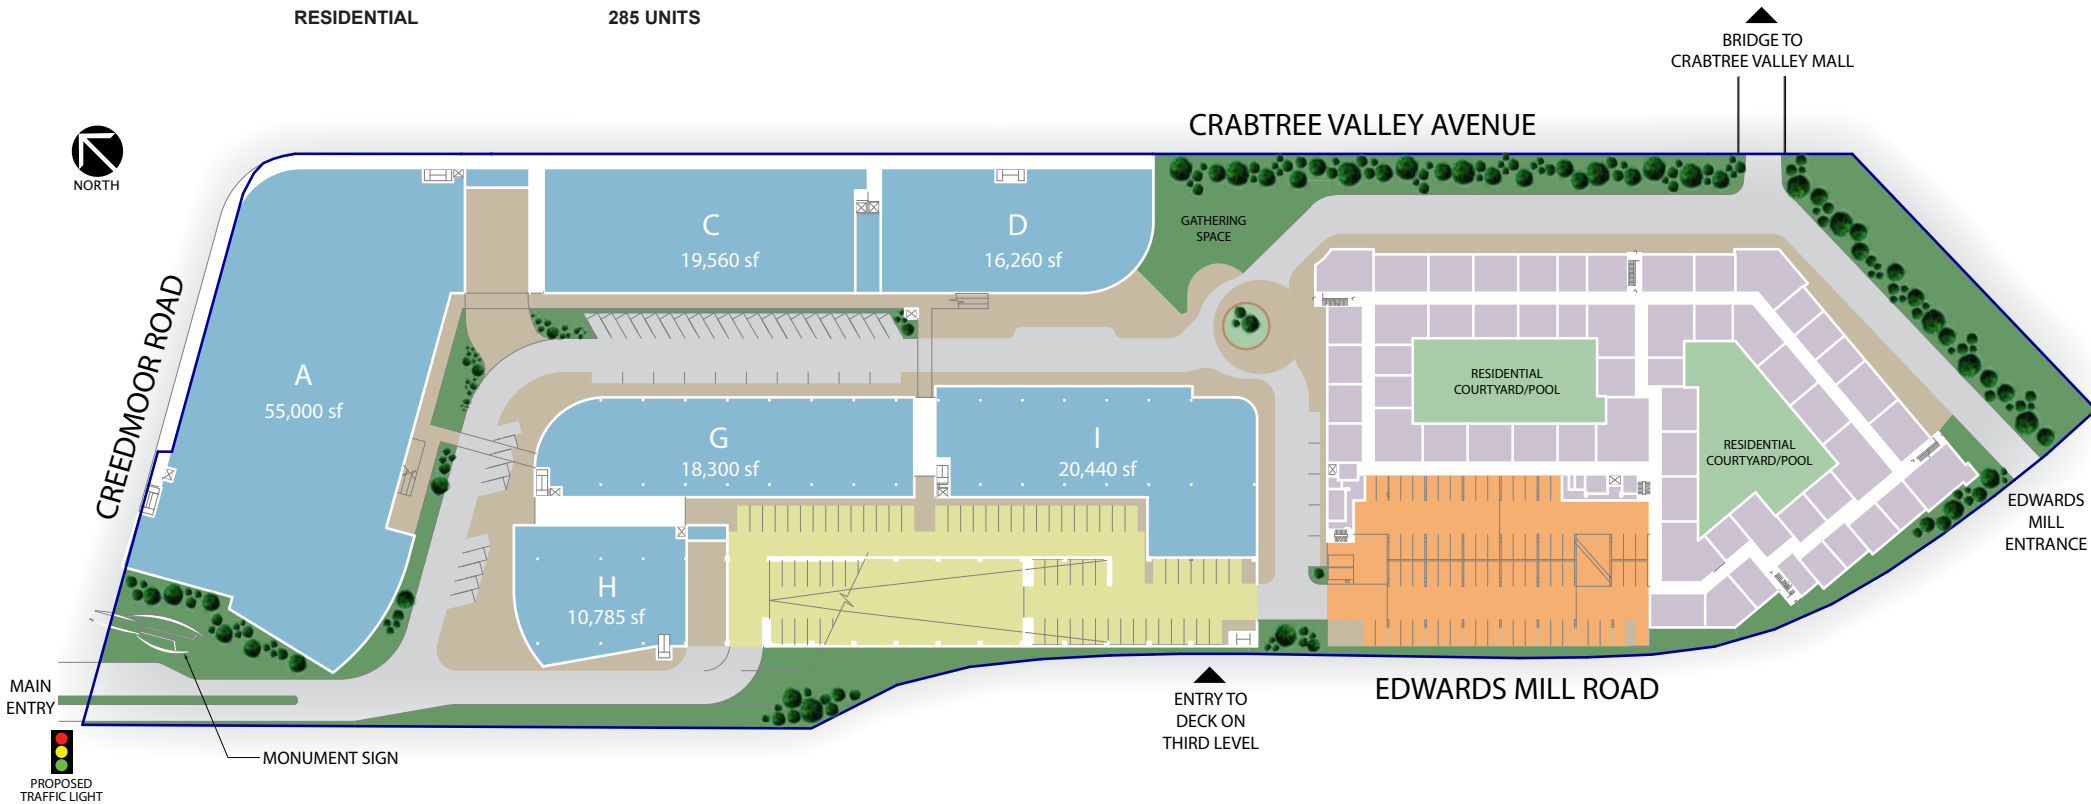 RESIDENTIAL 285 UNITS
BRIDGE TO
CRABTREE VALLEY MALL
CRABTREE VALLEY AVENUE
NORTH
GATHERING
SPACE
C
19,560 sf
D
16,260 sf
CREEDMOOR ROAD
A
55,000 sf
RESIDENTIAL
COURTYARD/POOL
G
18,300 sf
I
20,440 sf
RESIDENTIAL
COURTYARD/POOL
EDWARDS
MILL
ENTRANCE
H
10,785 sf
MAIN
ENTRY
EDWARDS MILL ROAD
ENTRY TO
DECK ON
THIRD LEVEL
MONUMENT SIGN
PROPOSED
TRAFFIC LIGHT